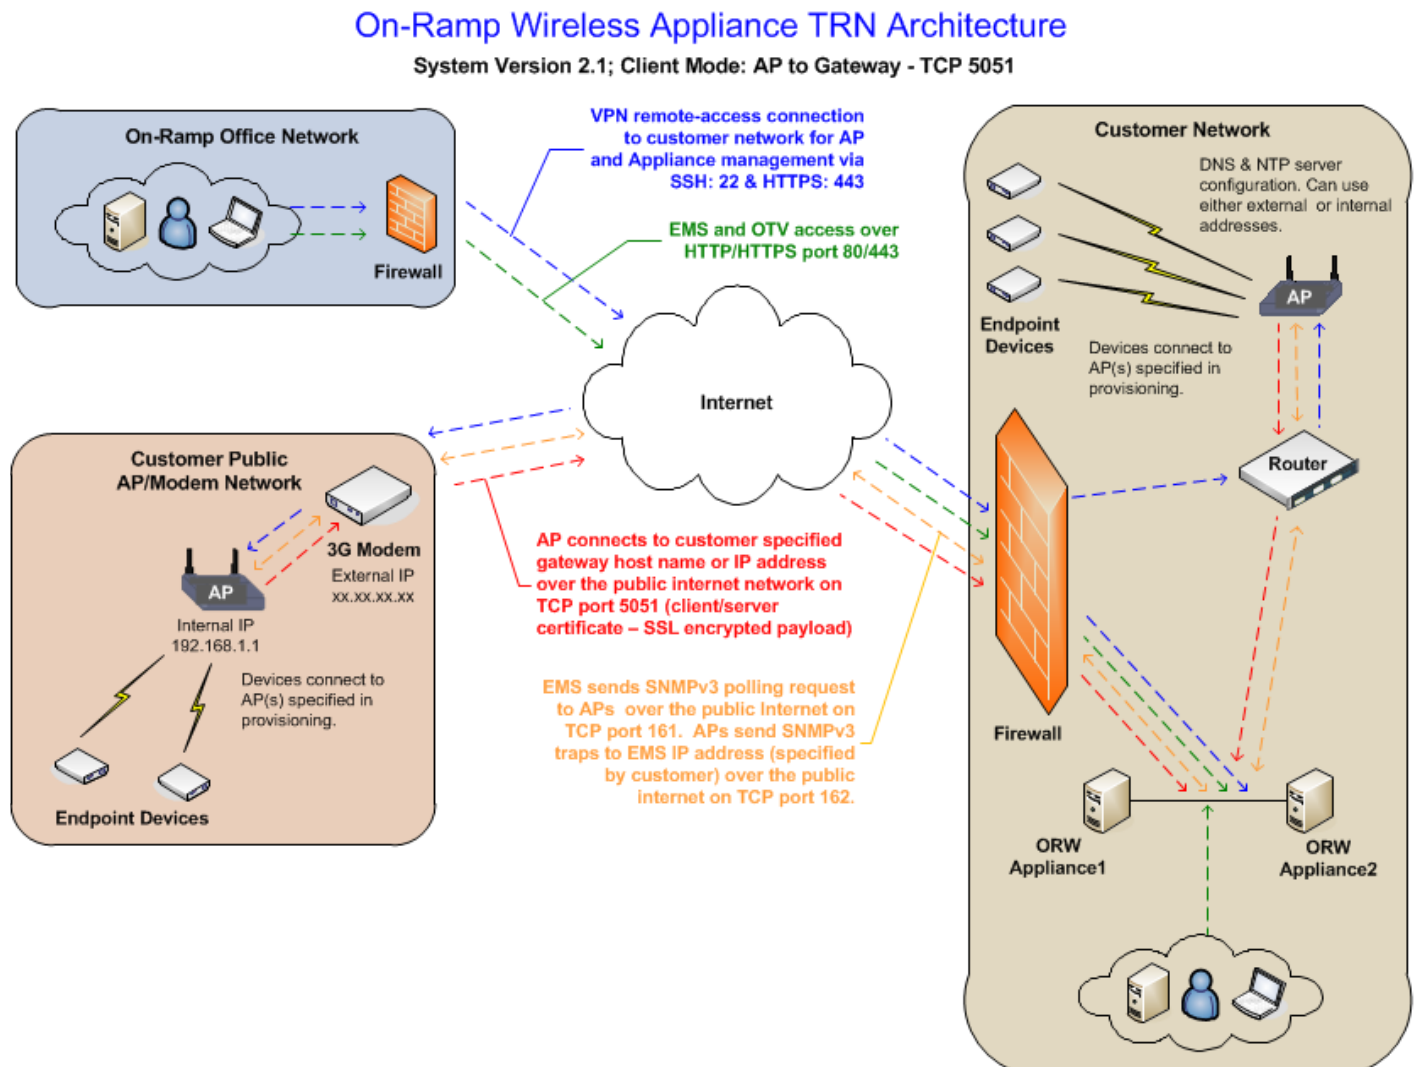 On-Ramp Wireless Appliance TRN Architecture
System Version 2.1; Client Mode: AP to Gateway - TCP 5051
On-Ramp Office Network
Firewall
VPN remote-access connection
to customer network for AP
and Appliance management via
SSH: 22 & HTTPS: 443
EMS and OTV access over
HTTP/HTTPS port 80/443
Internet
Customer Network
DNS & NTP server
configuration. Can use
either external or internal
addresses.
AP
Endpoint
Devices
Devices connect to
AP(s) specified in
provisioning.
Router
Firewall
ORW
Appliance1
ORW
Appliance2
Customer Public
AP/Modem Network
3G Modem
External IP
xx.xx.xx.xx
AP
Internal IP
192.168.1.1
Devices connect to
AP(s) specified in
provisioning.
Endpoint Devices
AP connects to customer specified
gateway host name or IP address
over the public internet network on
TCP port 5051 (client/server
certificate – SSL encrypted payload)
EMS sends SNMPv3 polling request
to APs over the public Internet on
TCP port 161. APs send SNMPv3
traps to EMS IP address (specified
by customer) over the public
internet on TCP port 162.